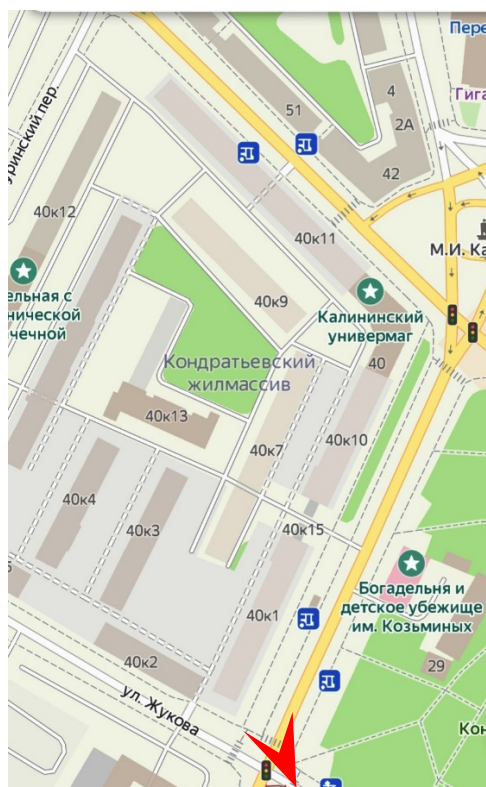 Пере
4
Гига
51
2А
уринский пер.
42
40к12
40к11
М.И. Ка
ельная с
нической
чечной
40к9
Калининский
универмаг
40
Кондратьевский
жилмассив
40к13
40к7
40к10
40к4
40к3
40к15
Богадельня и
детское убежище
им. Козьминых
40к1
40к2
29
ул. Жукова
Кон